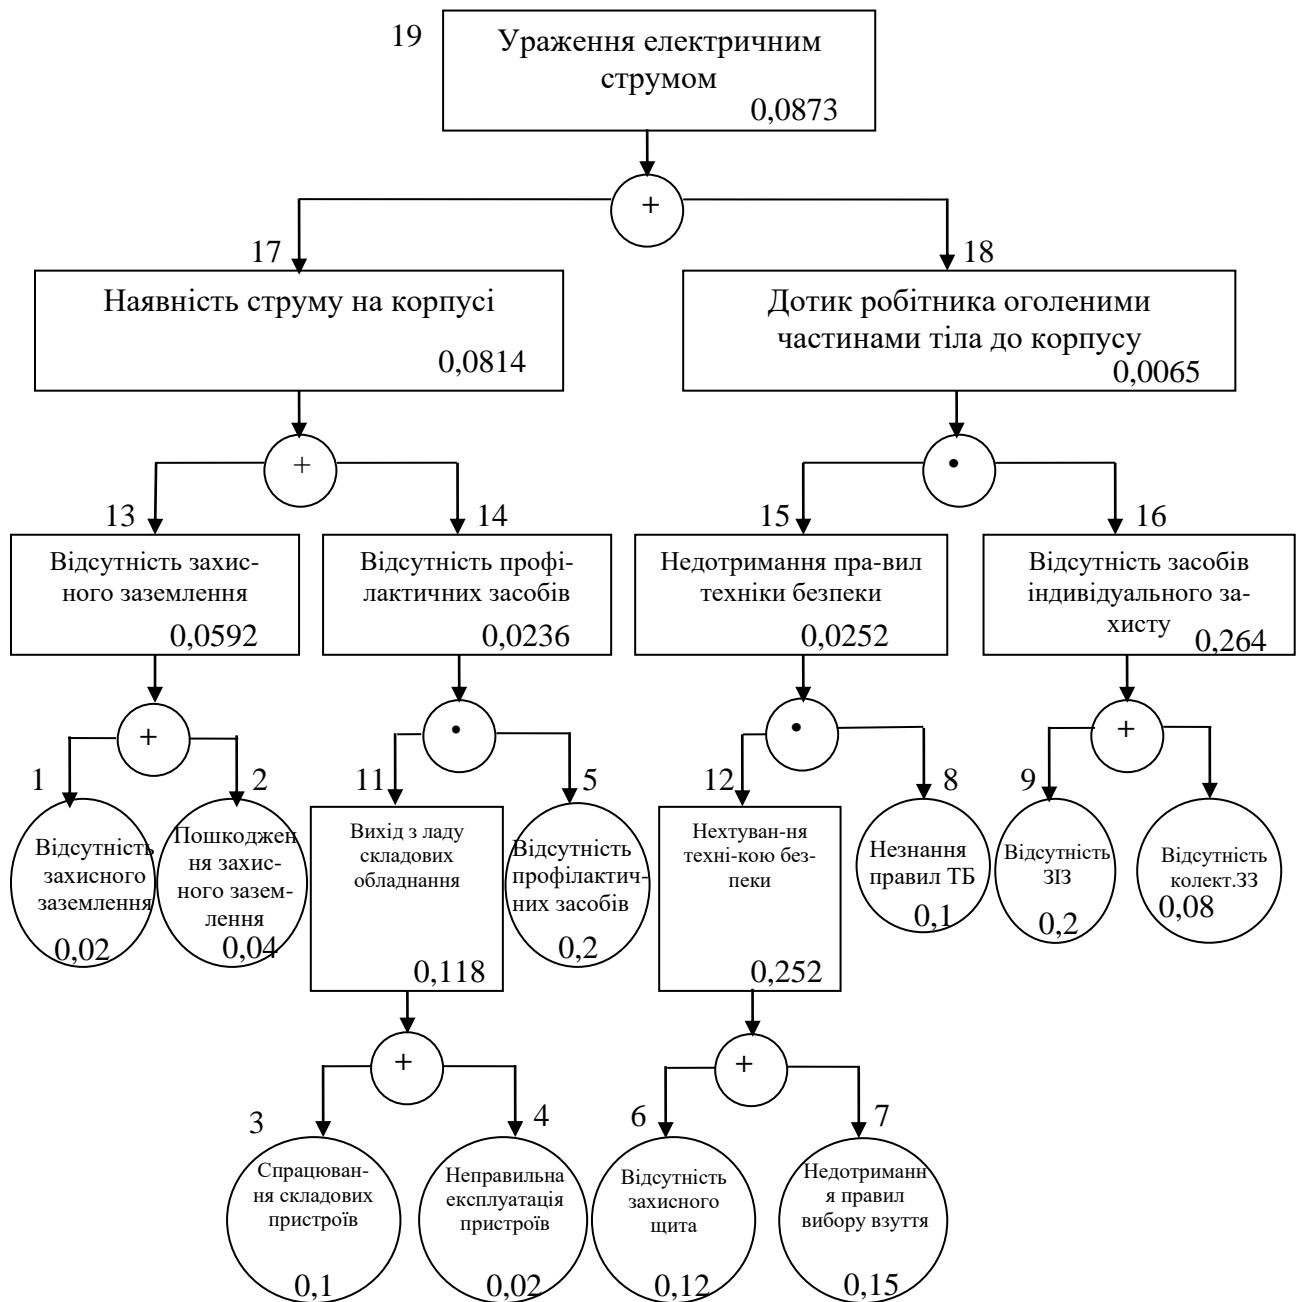 19
Ураження електричним
струмом
0,0873
+
17
18
Наявність струму на корпусі
0,0814
Дотик робітника оголеними
частинами тіла до корпусу
0,0065
+
•
13
14
15
16
Відсутність захис-
ного заземлення
0,0592
Відсутність профі-
лактичних засобів
0,0236
Недотримання пра-вил
техніки безпеки
0,0252
Відсутність засобів
індивідуального за-
хисту
0,264
+
•
•
+
1
2
11
5
12
8
9
Відсутність
захисного
заземлення
0,02
Пошкоджен
ня захис-
ного зазем-
лення
0,04
Вихід з ладу
складових
обладнання
0,118
Відсутність
профілактич-
них засобів
0,2
Нехтуван-ня
техні-кою без-
пеки
0,252
Незнання
правил ТБ
0,1
Відсутність
ЗІЗ
0,2
Відсутність
колект.ЗЗ
0,08
+
+
3
4
6
7
Спрацюван-
ня складових
пристроїв
0,1
Неправильна
експлуатація
пристроїв
0,02
Відсутність
захисного
щита
0,12
Недотриманн
я правил
вибору взуття
0,15